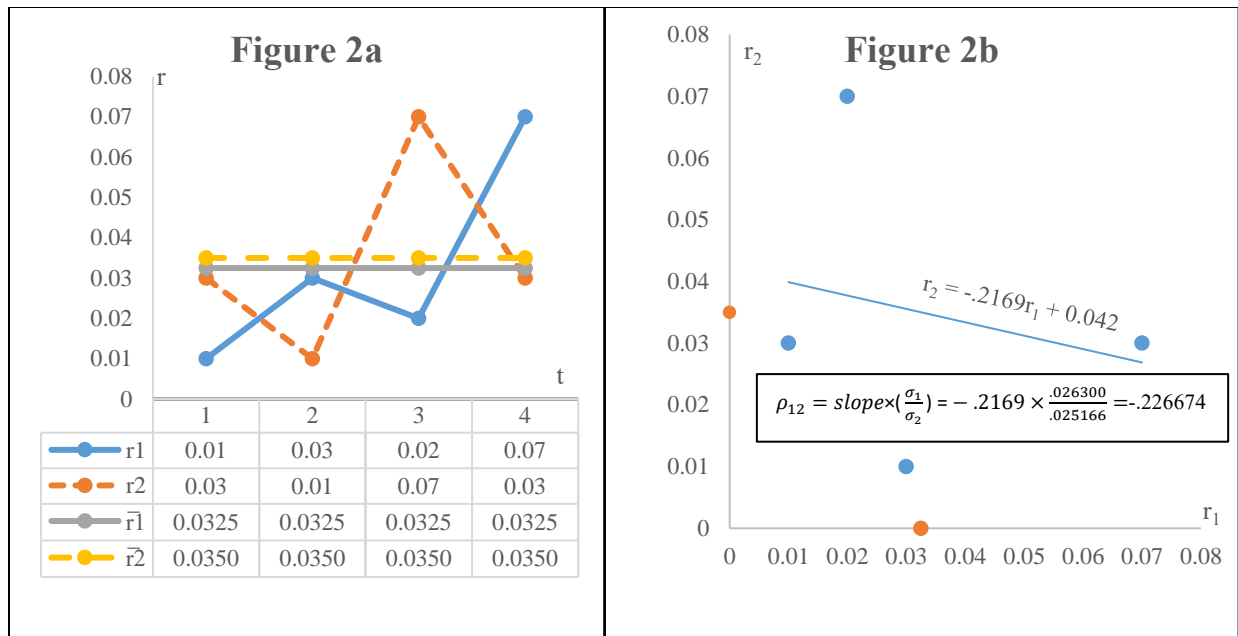 Figure 2a
r
0.08
0.07
0.06
0.05
0.04
0.03
0.02
0.01
0
t
1 2 3 4
r1 0.01 0.03 0.02 0.07
r2 0.03 0.01 0.07 0.03
r̅1 0.0325 0.0325 0.0325 0.0325
r̅2 0.0350 0.0350 0.0350 0.0350
Figure 2b
r₂
0.08
0.07
0.06
0.05
0.04
0.03
0.02
0.01
0
r₂ = -.2169r₁ + 0.042
ρ₁₂ = slope×(σ₁/σ₂) = − .2169 × .026300/.025166 =-.226674
r₁
0 0.01 0.02 0.03 0.04 0.05 0.06 0.07 0.08